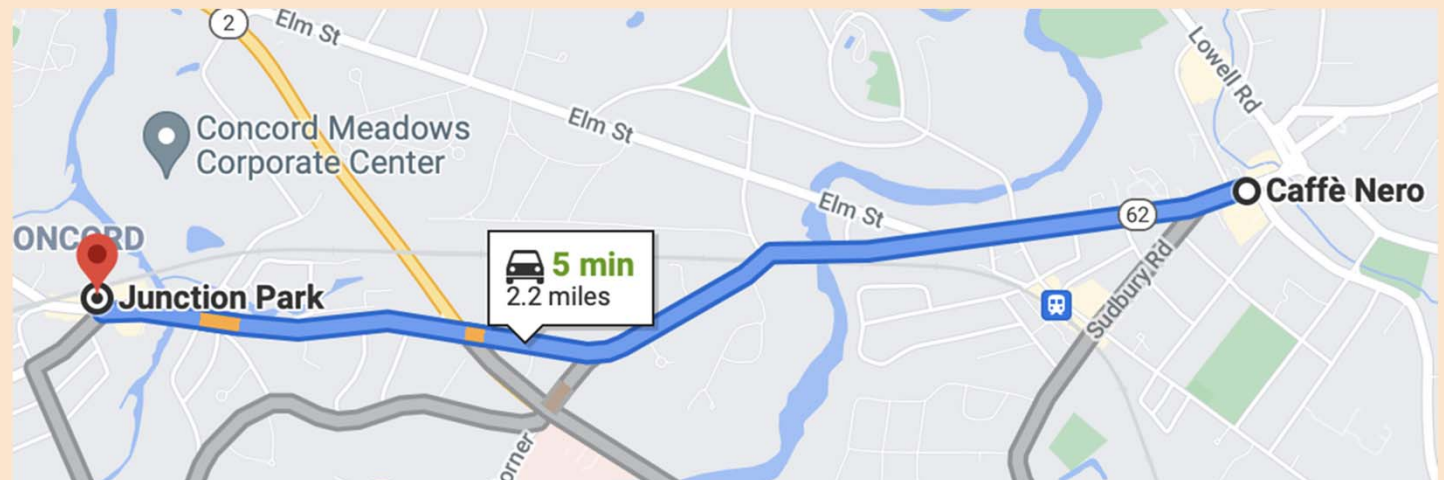 2
Elm St
Concord Meadows
Corporate Center
Elm St
Lowell Rd
Elm St
62
Caffè Nero
ONCORD
Junction Park
5 min
2.2 miles
Sudbury Rd
orner